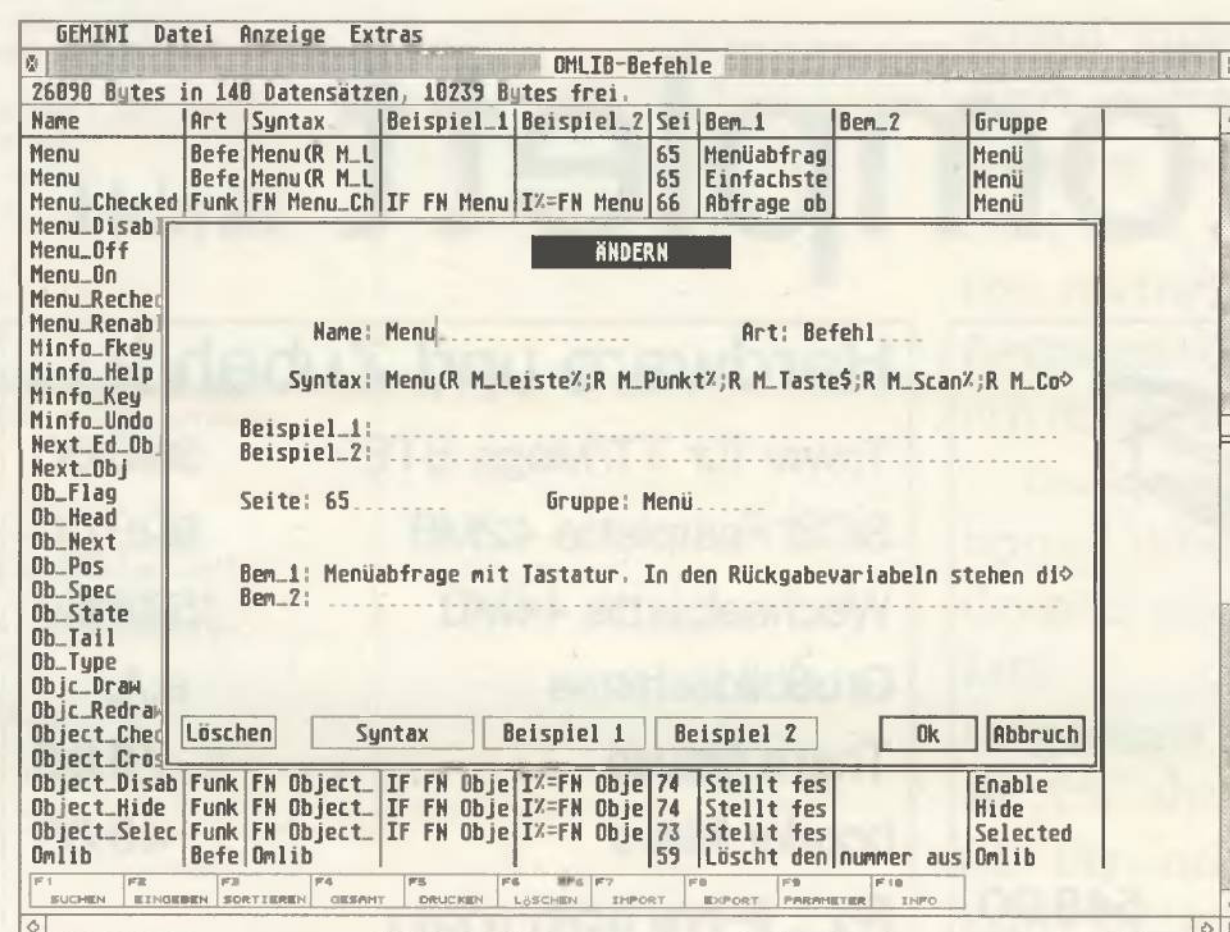 GEMINI Datei Anzeige Extras
OMLIB-Befehle
26090 Bytes in 140 Datensätzen, 10239 Bytes frei.
Name Art Syntax Beispiel_1 Beispiel_2 Sei Bem_1 Bem_2 Gruppe
Menu Befe Menu(R M_L 65 Menüabfrag Menü
Menu Befe Menu(R M_L 65 Einfachste Menü
Menu_Checked Funk FN Menu_Ch IF FN Menu I%=FN Menu 66 Abfrage ob Menü
Menu_Disabl
Menu_Off
Menu_On
Menu_Rechec
Menu_Renabl
Minfo_Fkey
Minfo_Help
Minfo_Key
Minfo_Undo
Next_Ed_Obj
Next_Obj
Ob_Flag
Ob_Head
Ob_Next
Ob_Pos
Ob_Spec
Ob_State
Ob_Tail
Ob_Type
Objc_Draw
Objc_Redraw
Object_Chec
Object_Cros
ÄNDERN
Name: Menu Art: Befehl
Syntax: Menu(R M_Leiste%;R M_Punkt%;R M_Taste$;R M_Scan%;R M_Co
Beispiel_1:
Beispiel_2:
Seite: 65 Gruppe: Menü
Bem_1: Menüabfrage mit Tastatur. In den Rückgabevariabeln stehen di
Bem_2:
Löschen Syntax Beispiel 1 Beispiel 2 Ok Abbruch
Object_Disab Funk FN Object_ IF FN Obje I%=FN Obje 74 Stellt fes Enable
Object_Hide Funk FN Object_ IF FN Obje I%=FN Obje 74 Stellt fes Hide
Object_Selec Funk FN Object_ IF FN Obje I%=FN Obje 73 Stellt fes Selected
Omlib Befe Omlib 59 Löscht den nummer aus Omlib
F1 F2 F3 F4 F5 F6 F7 F8 F9 F10
SUCHEN EINGEBEN SORTIEREN GESAMT DRUCKEN LÖSCHEN IMPORT EXPORT PARAMETER INFO